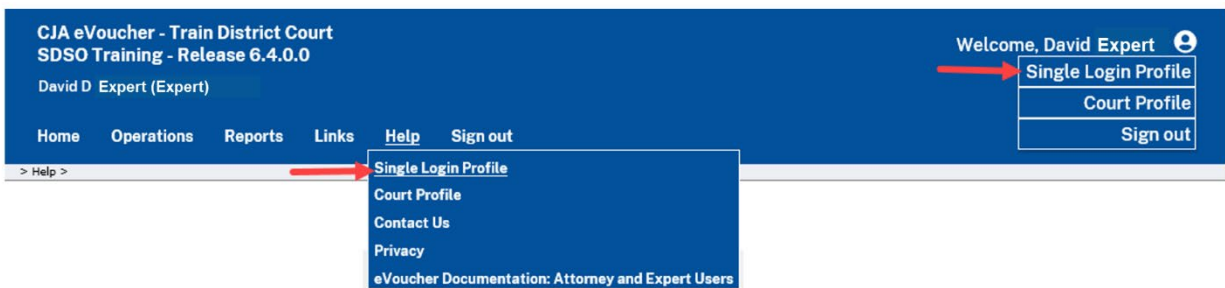 CJA eVoucher - Train District Court
SDSO Training - Release 6.4.0.0
David D Expert (Expert)
Welcome, David Expert
Single Login Profile
Court Profile
Sign out
Home Operations Reports Links Help Sign out
> Help >
Single Login Profile
Court Profile
Contact Us
Privacy
eVoucher Documentation: Attorney and Expert Users